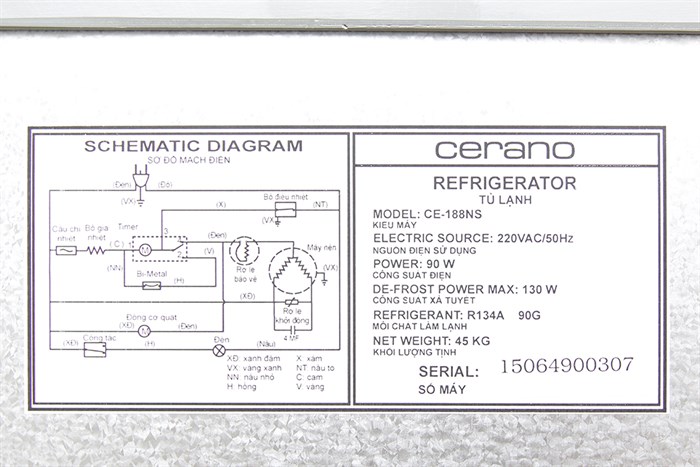 SCHEMATIC DIAGRAM
SƠ ĐỒ MẠCH ĐIỆN
(Đen) (Đỏ)
Bộ điều nhiệt
(X) (NT)
(VX)
Cầu chì nhiệt
Bộ gia nhiệt
Timer
3
(C) 1 M 4
2
(Đen)
(V)
(NN)
Bi-Metal
(H)
Rơ le bảo vệ
Máy nén
(VX)
(XĐ)
Rơ le khởi động
4 MF
Động cơ quạt
(XĐ) M (Đen)
Công tắc
(H)
Đèn
(Nâu)
XĐ: xanh đậm X: xám
VX: vàng xanh NT: nâu tố
NN: nâu nhỏ C: cam
H: hồng V: vàng
cerano
REFRIGERATOR
TỦ LẠNH
MODEL: CE-188NS
KIỂU MÁY
ELECTRIC SOURCE: 220VAC/50Hz
NGUỒN ĐIỆN SỬ DỤNG
POWER: 90 W
CÔNG SUẤT ĐIỆN
DE-FROST POWER MAX: 130 W
CÔNG SUẤT XẢ TUYẾT
REFRIGERANT: R134A 90G
MÔI CHẤT LÀM LẠNH
NET WEIGHT: 45 KG
KHỐI LƯỢNG TỊNH
SERIAL: 15064900307
SỐ MÁY